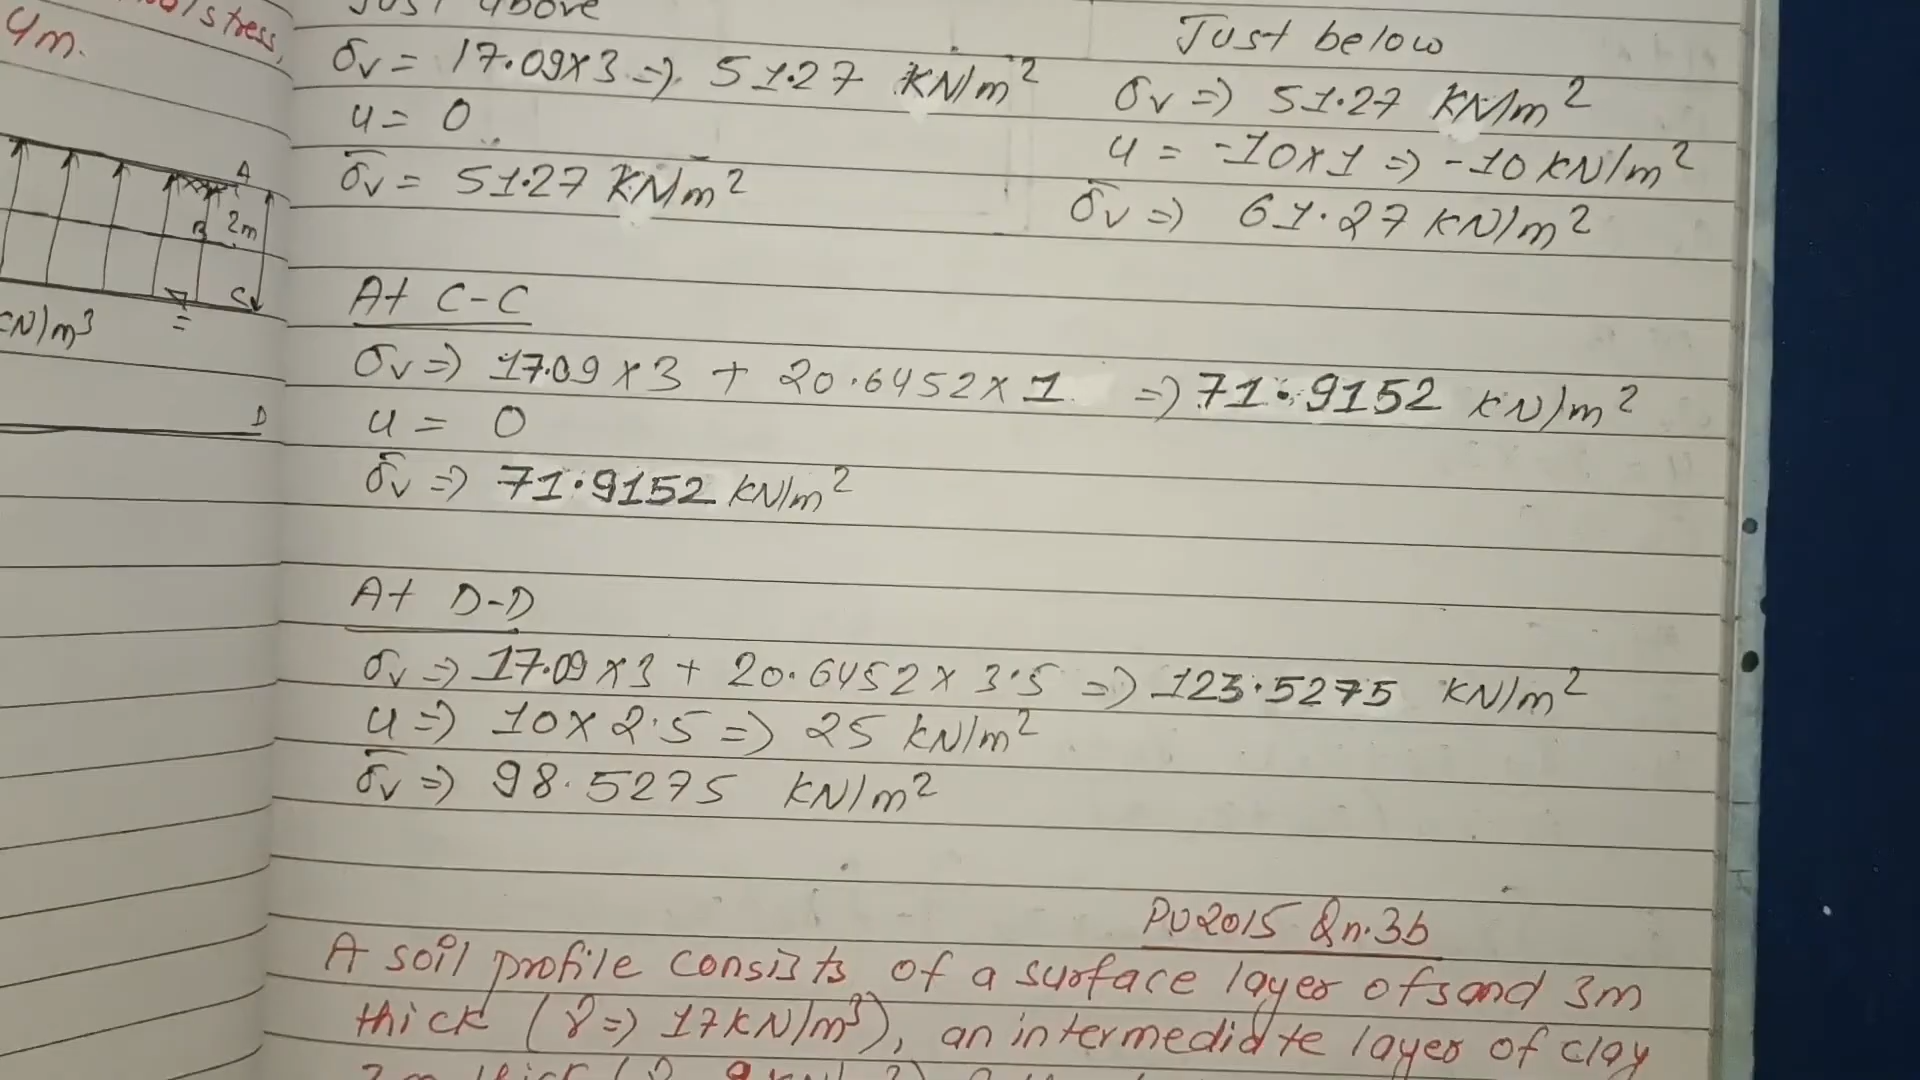 stress,
4m.
Just above
σv = 17.09×3 => 51.27 KN/m²
u = 0
σ̄v = 51.27 KN/m²
Just below
σv => 51.27 KN/m²
u = -10×1 => -10 KN/m²
σ̄v => 61.27 KN/m²
A
B 2m
C
KN/m³
D
At C-C
σv => 17.09×3 + 20.6452×1 => 71.9152 KN/m²
u = 0
σ̄v => 71.9152 KN/m²
At D-D
σv => 17.09×3 + 20.6452×3.5 => 123.5275 KN/m²
u => 10×2.5 => 25 KN/m²
σ̄v => 98.5275 KN/m²
PU2015 Qn.3b
A soil profile consists of a surface layer of sand 3m
thick (γ => 17KN/m³), an intermediate layer of clay